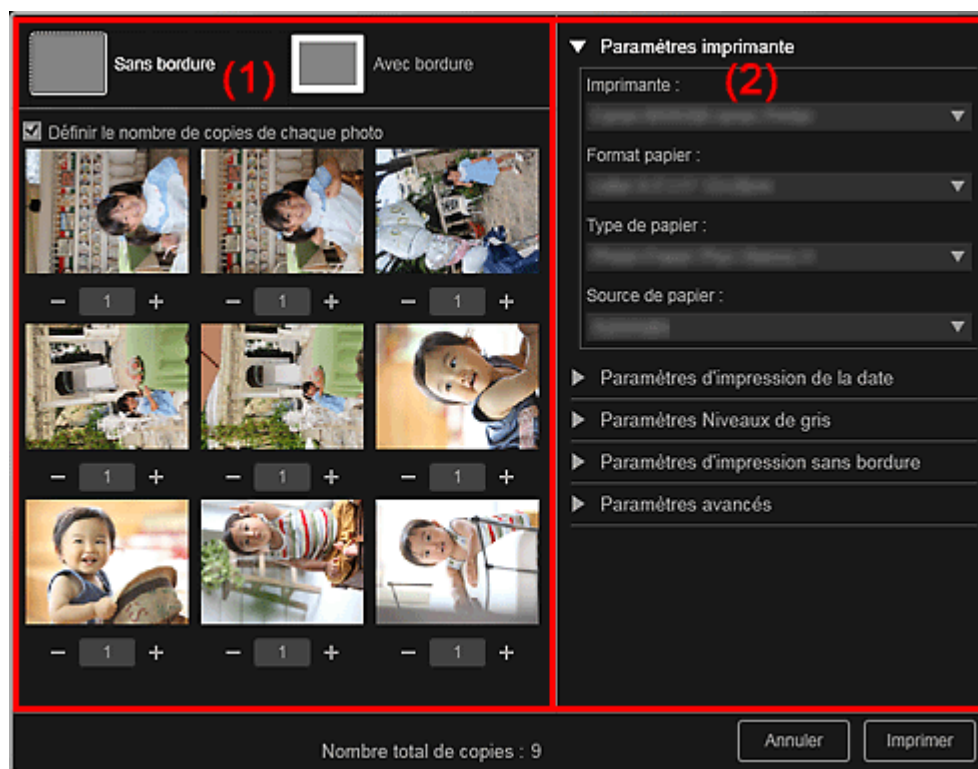 Sans bordure
(1)
Avec bordure
Définir le nombre de copies de chaque photo
1
1
1
1
1
1
1
1
1
Paramètres imprimante
(2)
Imprimante :
Format papier :
Type de papier :
Source de papier :
Paramètres d'impression de la date
Paramètres Niveaux de gris
Paramètres d'impression sans bordure
Paramètres avancés
Nombre total de copies : 9
Annuler
Imprimer